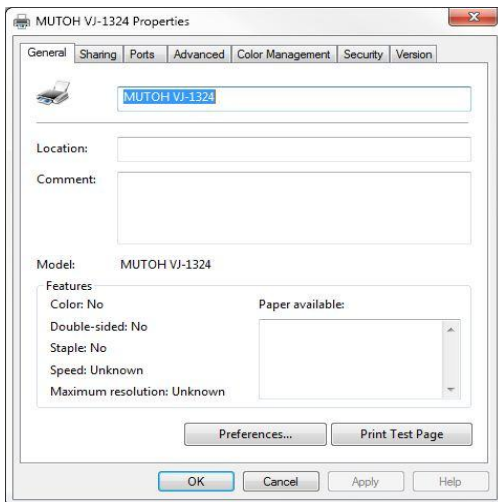 MUTOH VJ-1324 Properties
General Sharing Ports Advanced Color Management Security Version
MUTOH VJ-1324
Location:
Comment:
Model: MUTOH VJ-1324
Features
Color: No Paper available:
Double-sided: No
Staple: No
Speed: Unknown
Maximum resolution: Unknown
Preferences... Print Test Page
OK Cancel Apply Help